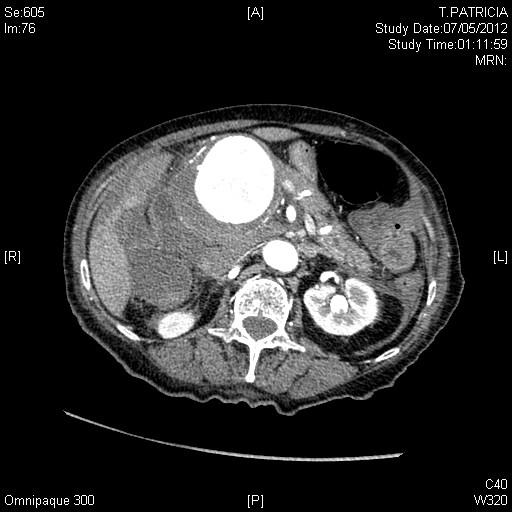 Se:605
Im:76
[A]
T.PATRICIA
Study Date:07/05/2012
Study Time:01:11:59
MRN:
[R]
[L]
Omnipaque 300
[P]
C40
W320